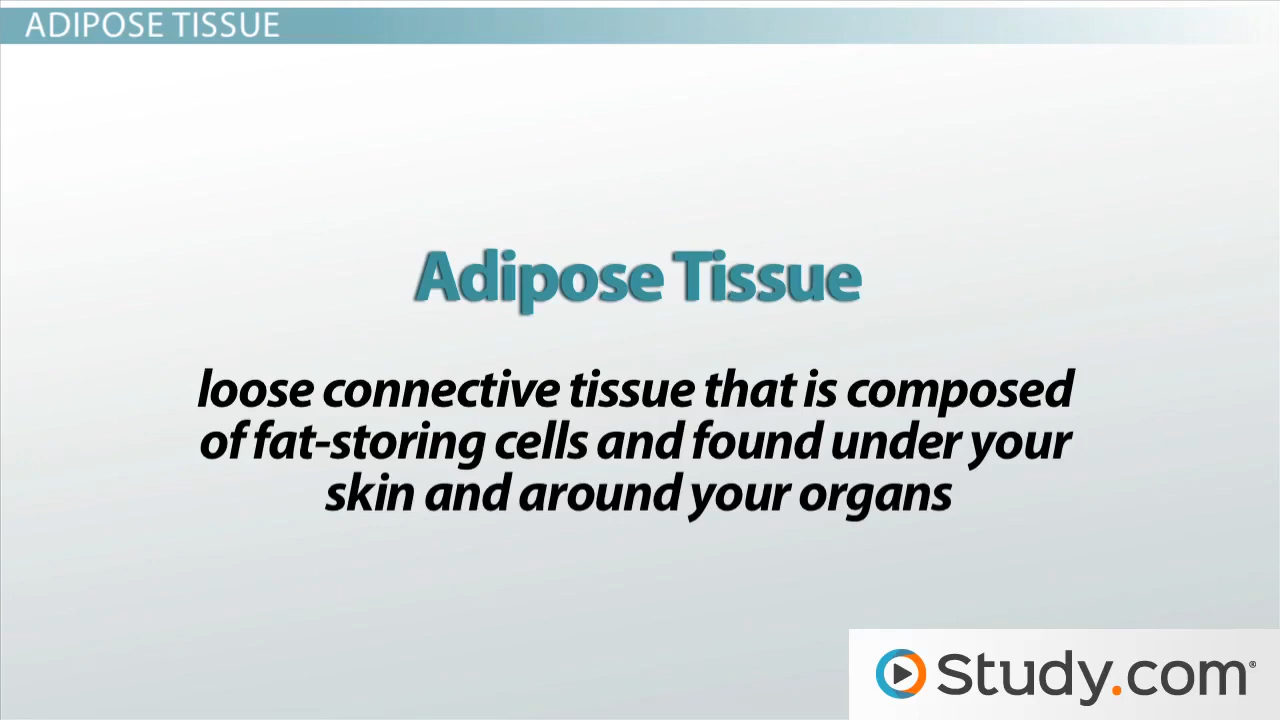 ADIPOSE TISSUE
Adipose Tissue
loose connective tissue that is composed
of fat-storing cells and found under your
skin and around your organs
Study.com®